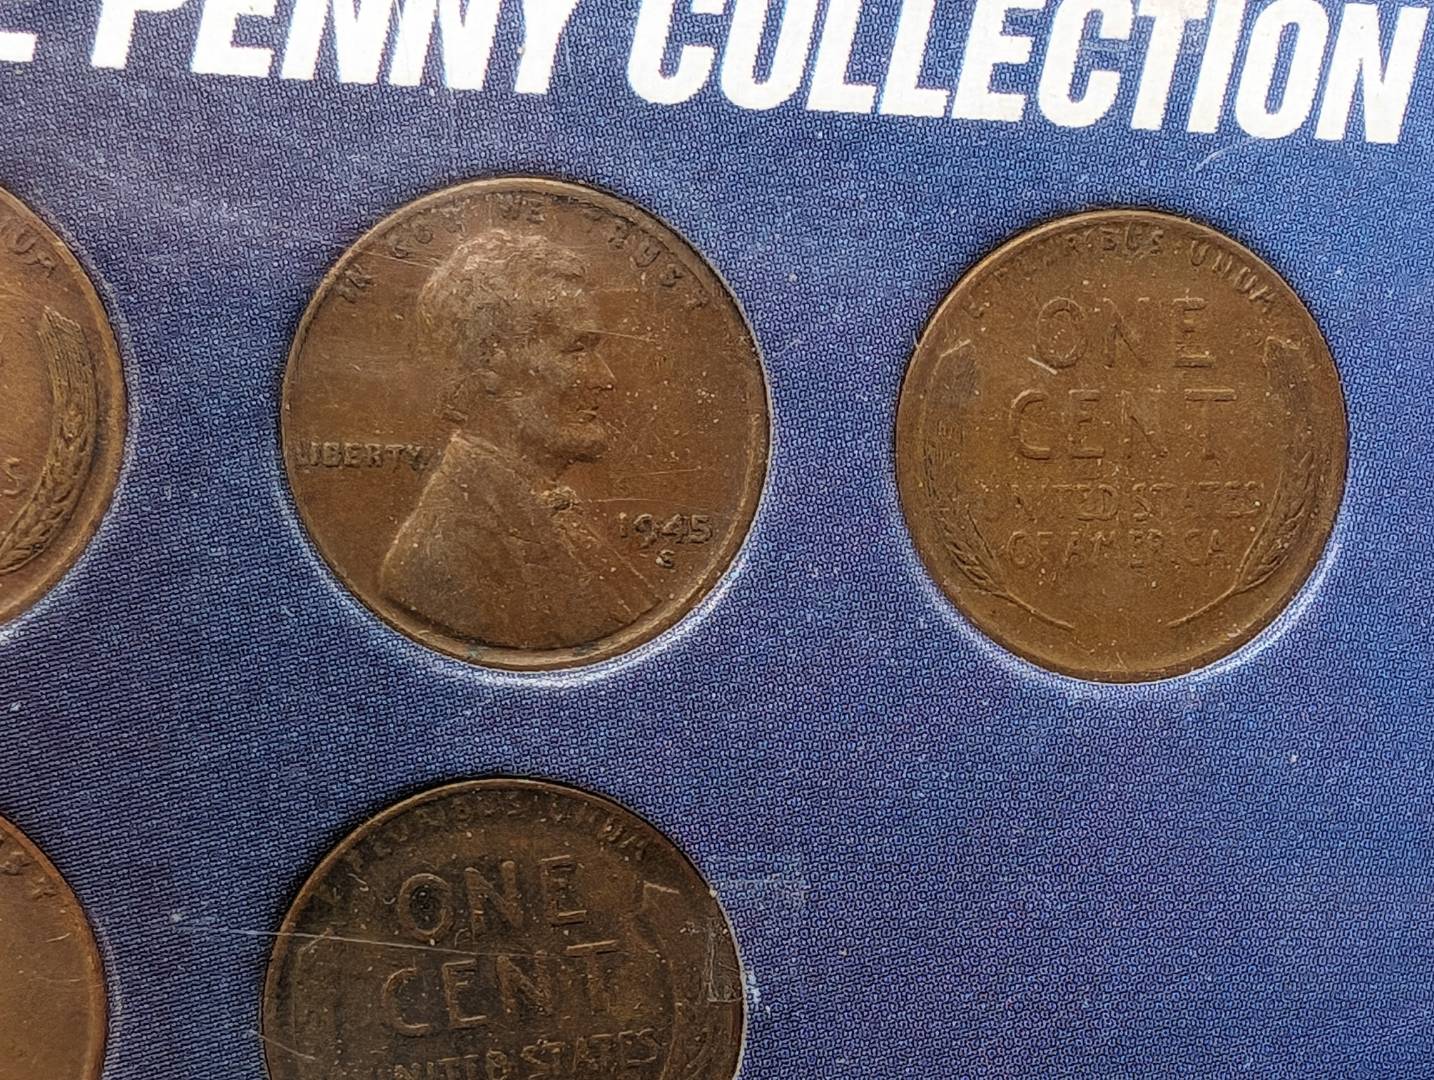 PENNY COLLECTION
IN GOD WE TRUST
LIBERTY
1945
S
E PLURIBUS UNUM
ONE
CENT
UNITED STATES
OF AMERICA
PLURIBUS UNUM
ONE
CENT
UNITED STATES